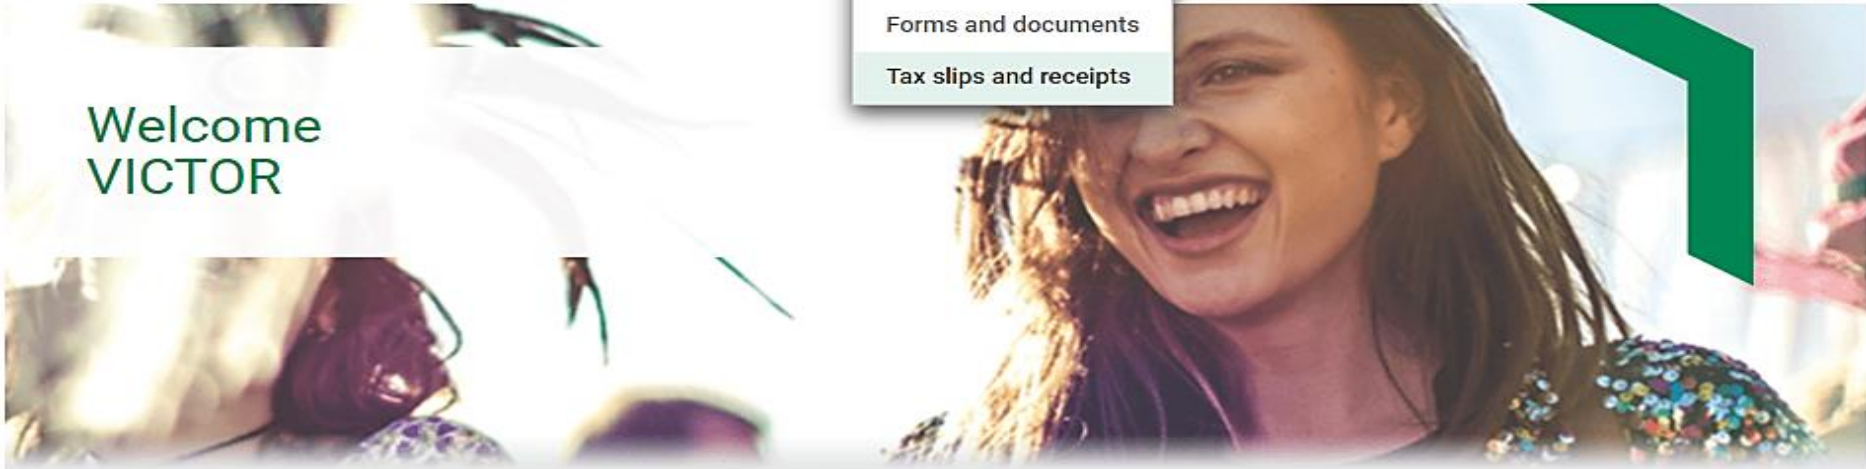 Forms and documents
Tax slips and receipts
Welcome
VICTOR